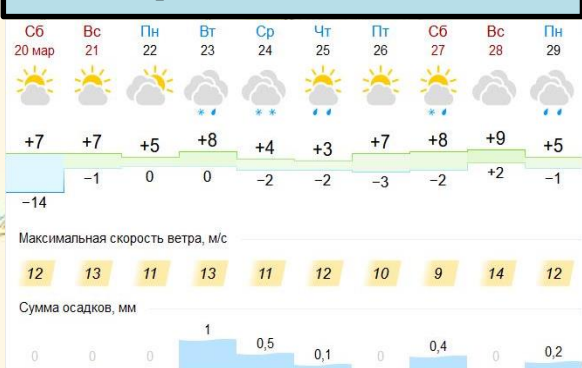 Сб Вс Пн Вт Ср Чт Пт Сб Вс Пн
20 мар 21 22 23 24 25 26 27 28 29
+7 +7 +5 +8 +4 +3 +7 +8 +9 +5
−14 −1 0 0 −2 −2 −3 −2 +2 −1
Максимальная скорость ветра, м/с
12 13 11 13 11 12 10 9 14 12
Сумма осадков, мм
0 0 0 1 0,5 0,1 0 0,4 0 0,2